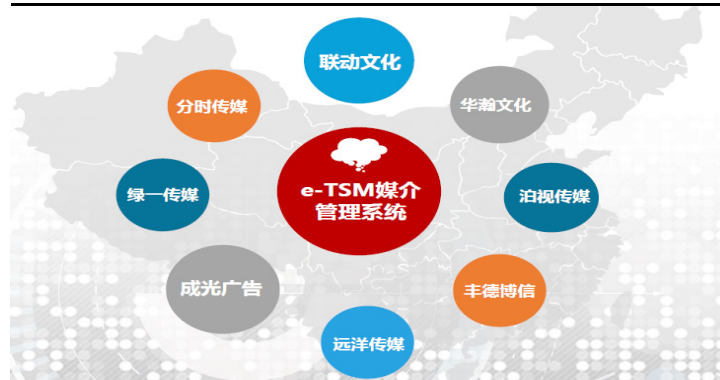 联动文化
分时传媒
华瀚文化
e-TSM媒介
管理系统
绿一传媒
泊视传媒
成光广告
丰德博信
远洋传媒